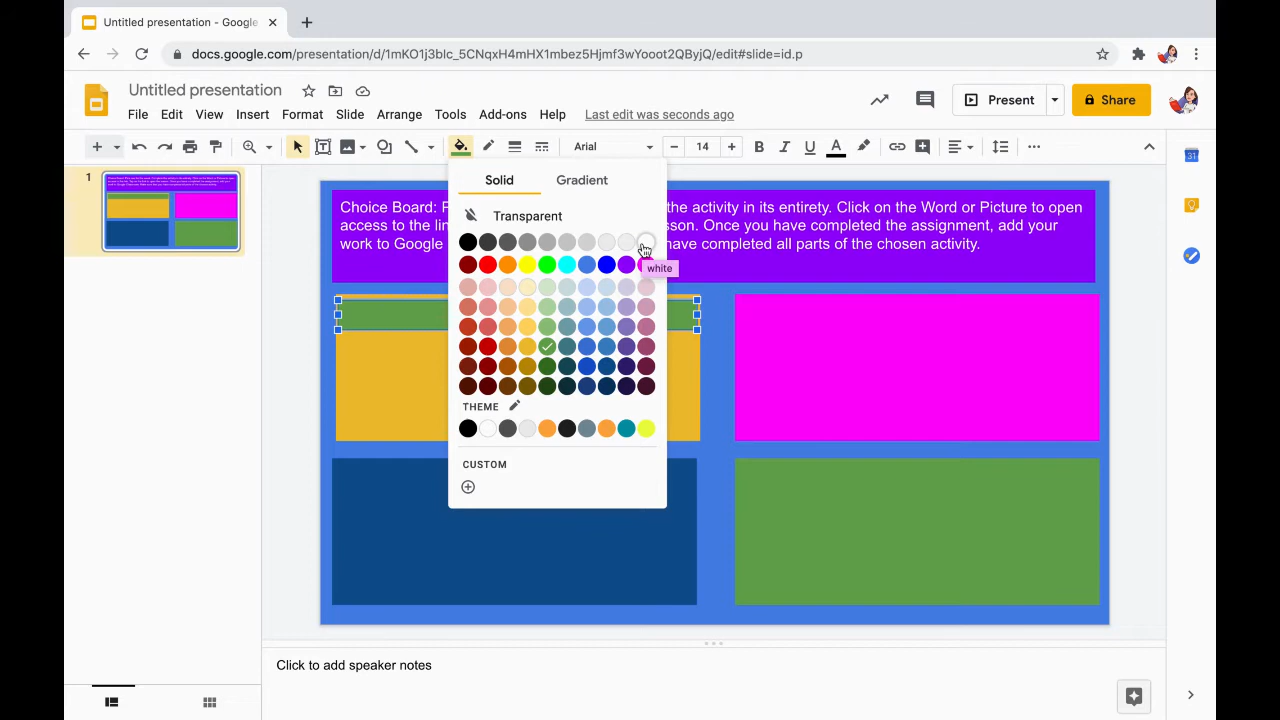 Untitled presentation - Google
docs.google.com/presentation/d/1mKO1j3blc_5CNqxH4mHX1mbez5Hjmf3wYooot2QByjQ/edit#slide=id.p
Untitled presentation
File Edit View Insert Format Slide Arrange Tools Add-ons Help Last edit was seconds ago
Present
Share
Arial
14
1
Solid
Gradient
Transparent
white
THEME
CUSTOM
Choice Board: the activity in its entirety. Click on the Word or Picture to open
access to the lin sson. Once you have completed the assignment, add your
work to Google have completed all parts of the chosen activity.
Click to add speaker notes